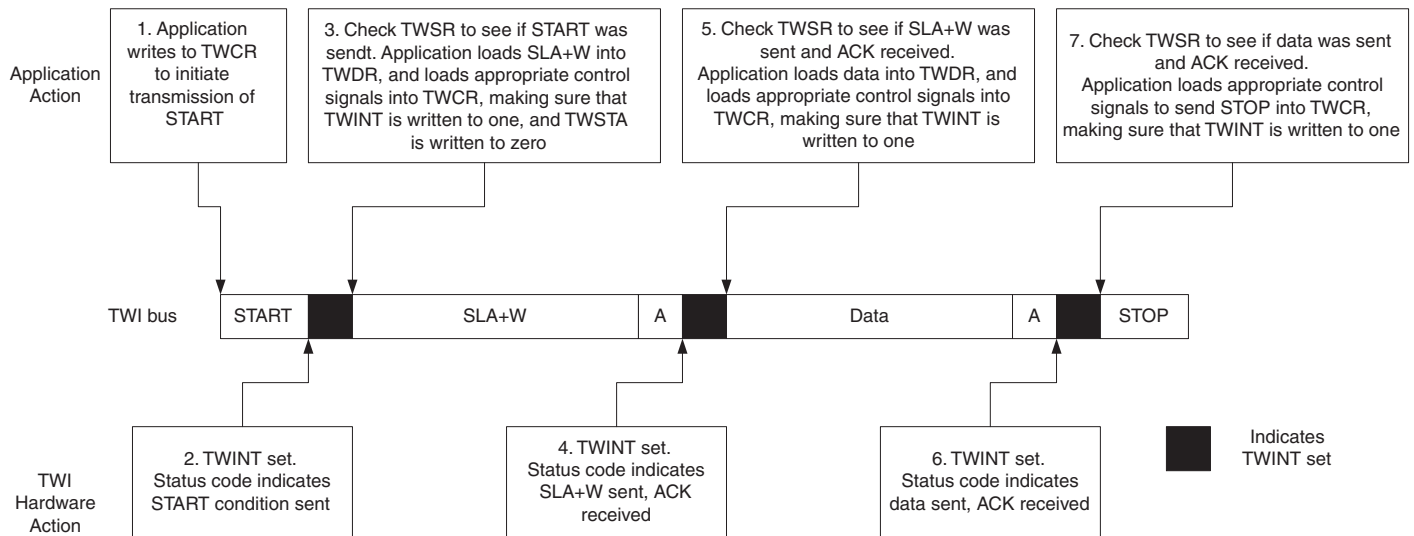 Application
Action
1. Application
writes to TWCR
to initiate
transmission of
START
3. Check TWSR to see if START was
sendt. Application loads SLA+W into
TWDR, and loads appropriate control
signals into TWCR, making sure that
TWINT is written to one, and TWSTA
is written to zero
5. Check TWSR to see if SLA+W was
sent and ACK received.
Application loads data into TWDR, and
loads appropriate control signals into
TWCR, making sure that TWINT is
written to one
7. Check TWSR to see if data was sent
and ACK received.
Application loads appropriate control
signals to send STOP into TWCR,
making sure that TWINT is written to one
TWI bus
START
SLA+W
A
Data
A
STOP
TWI
Hardware
Action
2. TWINT set.
Status code indicates
START condition sent
4. TWINT set.
Status code indicates
SLA+W sent, ACK
received
6. TWINT set.
Status code indicates
data sent, ACK received
Indicates
TWINT set